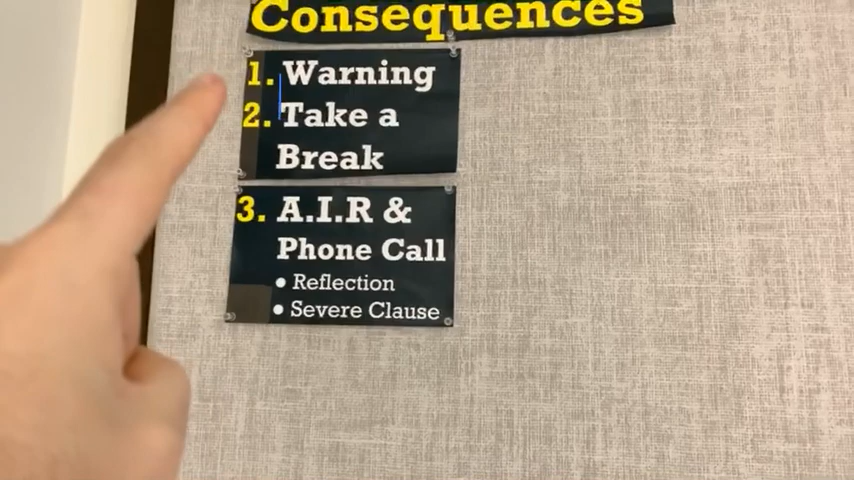 Consequences
1. Warning
2. Take a
Break
3. A.I.R &
Phone Call
• Reflection
• Severe Clause